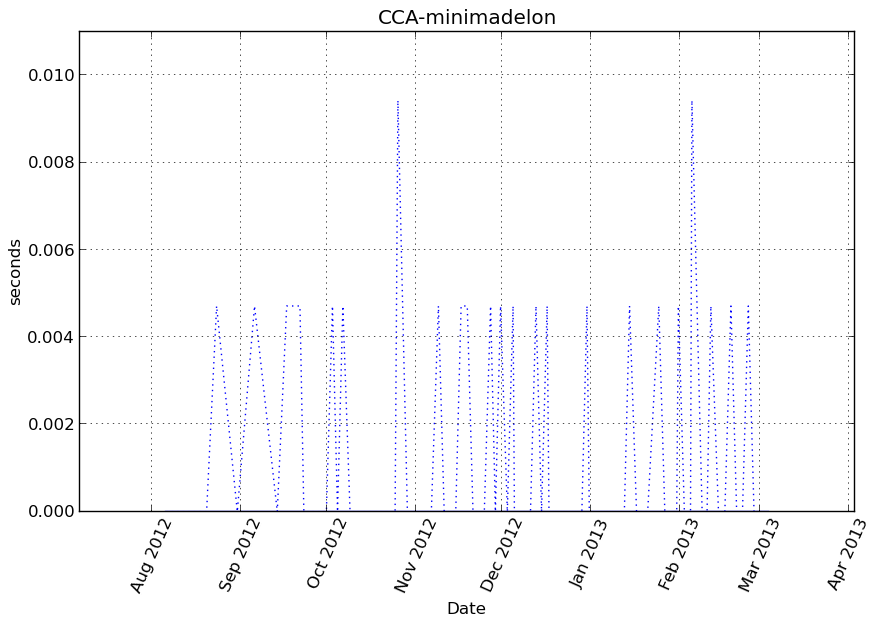 CCA-minimadelon
0.010
0.008
0.006
0.004
0.002
0.000
seconds
Aug 2012
Sep 2012
Oct 2012
Nov 2012
Dec 2012
Jan 2013
Feb 2013
Mar 2013
Apr 2013
Date